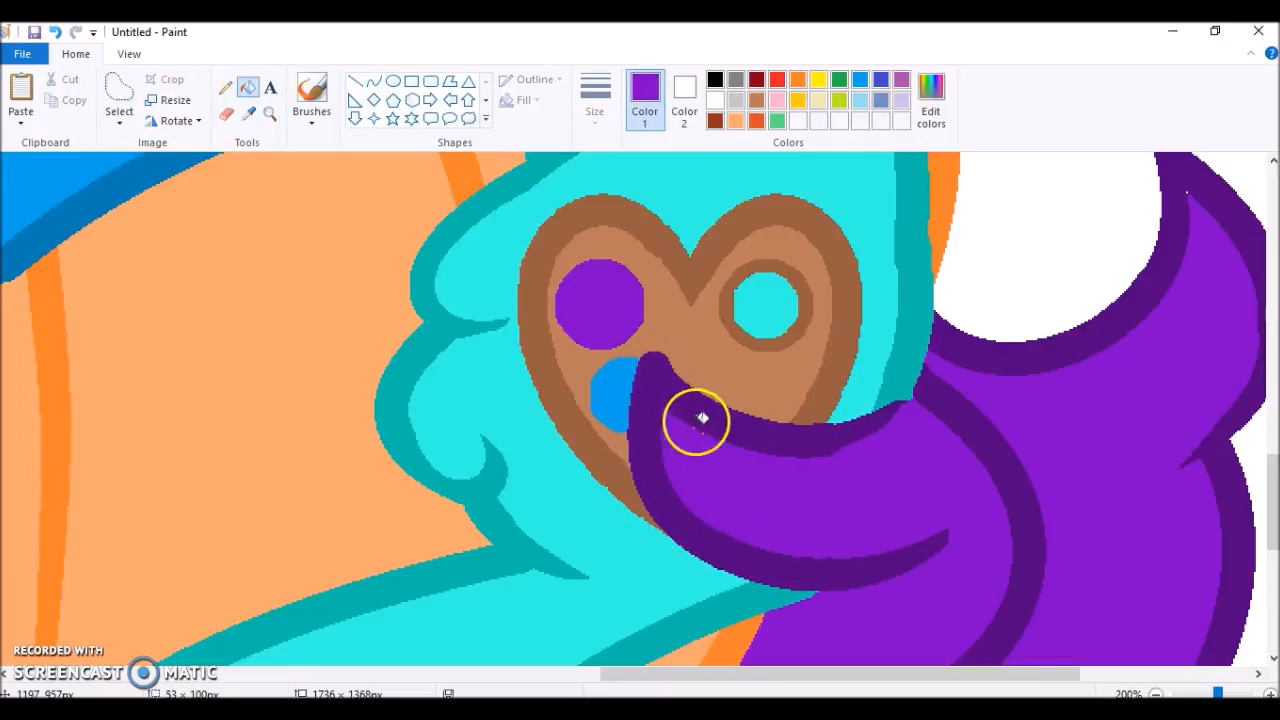 Untitled - Paint
File Home View
Cut Crop Outline
Copy Resize Fill Edit
Paste Select Rotate Brushes Size Color 1 Color 2 colors
Clipboard Image Tools Shapes Colors
RECORDED WITH
SCREENCAST MATIC
1197, 957px 53 × 100px 1736 × 1368px 200%